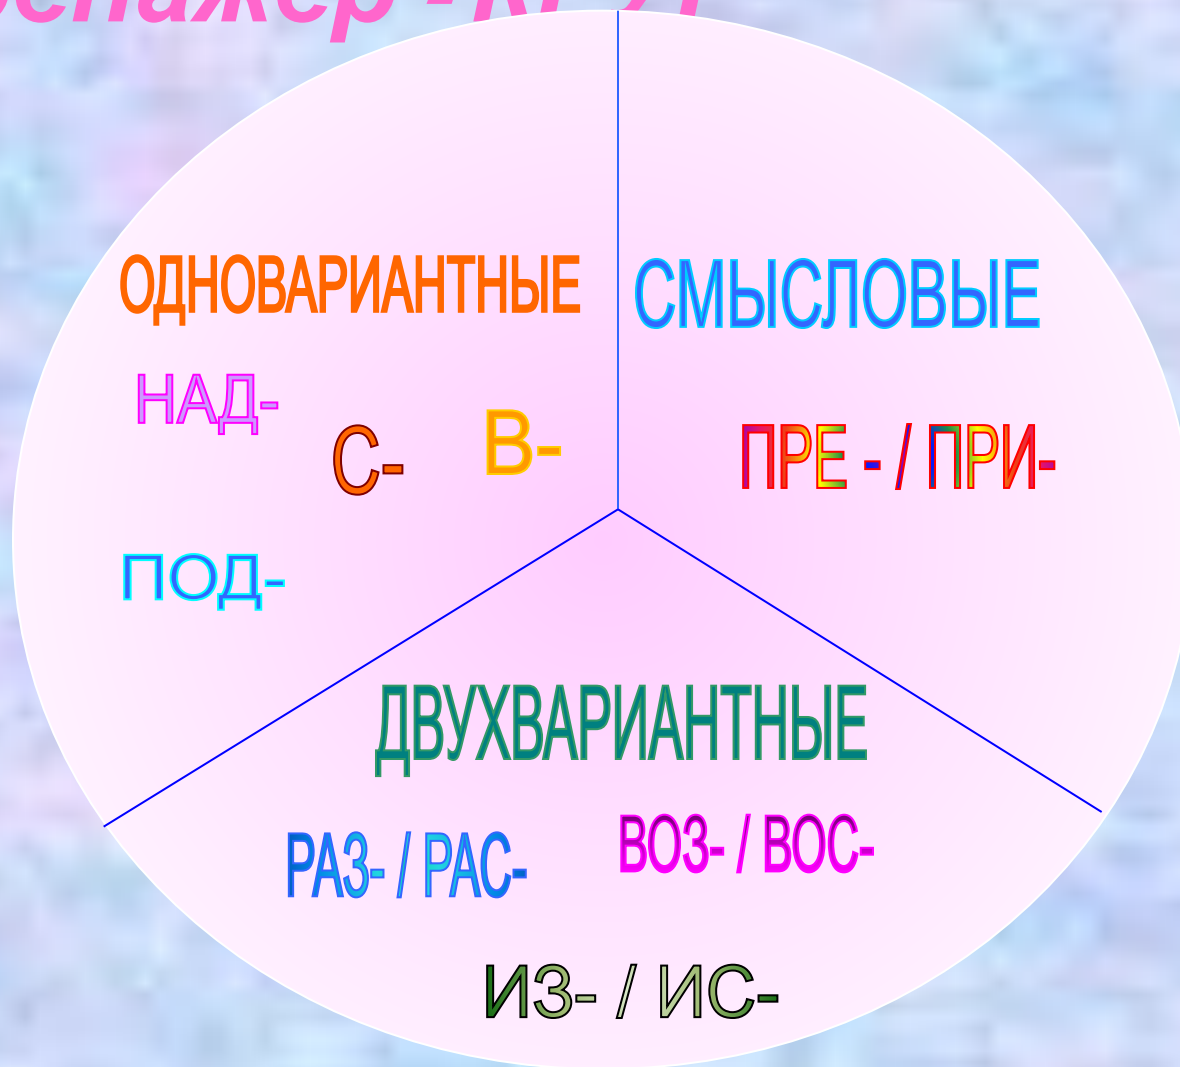 ОДНОВАРИАНТНЫЕ
НАД-
С-
В-
ПОД-
СМЫСЛОВЫЕ
ПРЕ - / ПРИ-
ДВУХВАРИАНТНЫЕ
РАЗ- / РАС-
ВОЗ- / ВОС-
ИЗ- / ИС-